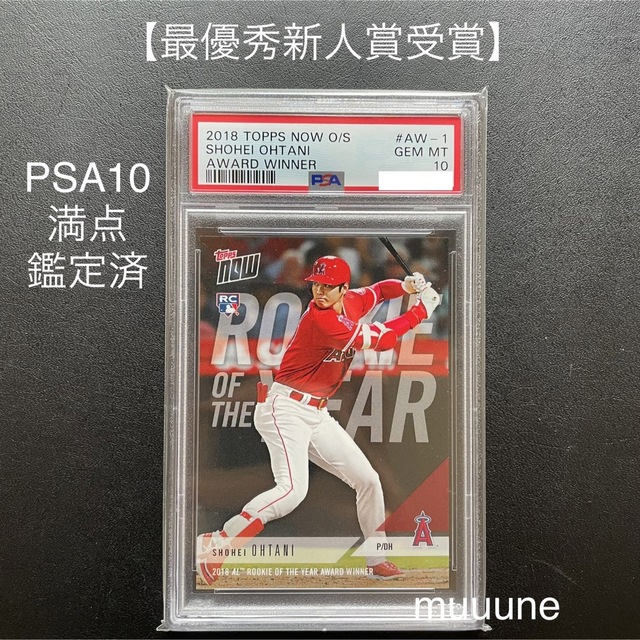 【最優秀新人賞受賞】
PSA10
満点
鑑定済
2018 TOPPS NOW O/S #AW-1
SHOHEI OHTANI GEM MT
AWARD WINNER 10
PSA
TOPPS
NOW
RC
ROOKIE
OF
THE YEAR
SHOHEI OHTANI P/DH
2018 AL™ ROOKIE OF THE YEAR AWARD WINNER
muuune